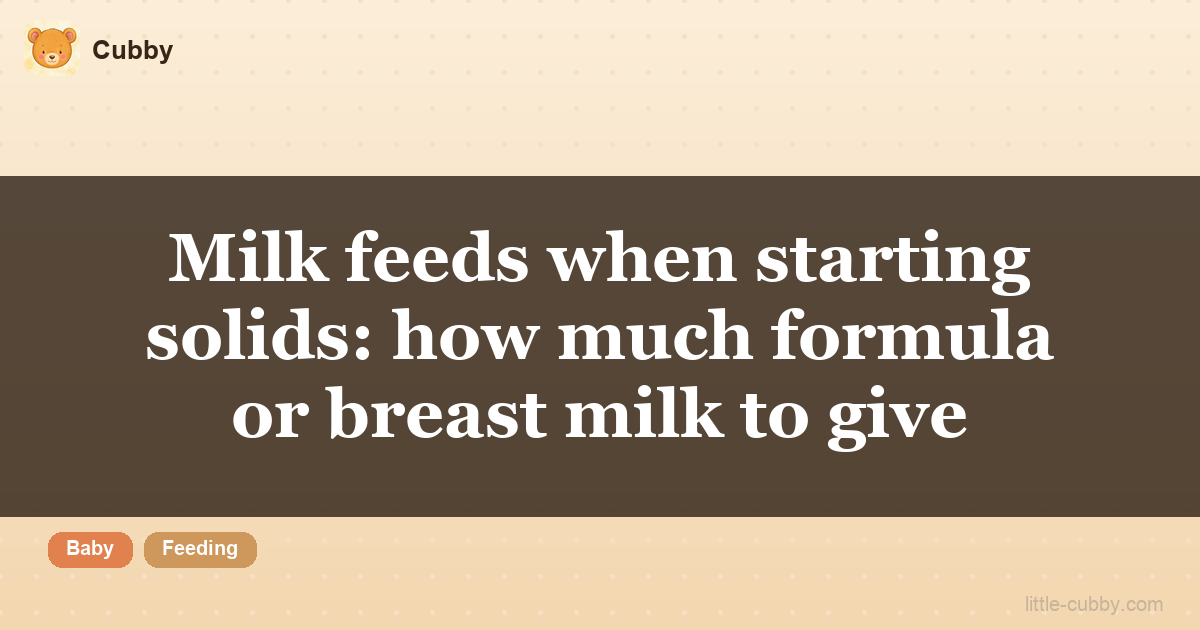 Cubby
Milk feeds when starting
solids: how much formula
or breast milk to give
Baby
Feeding
little-cubby.com